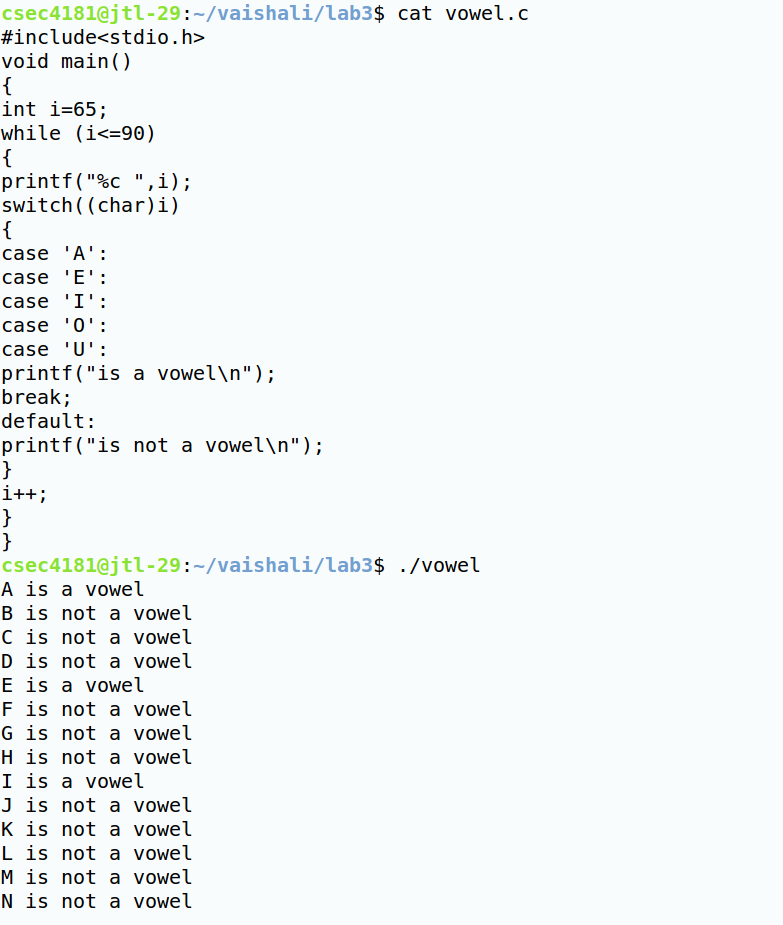 csec4181@jtl-29:~/vaishali/lab3$ cat vowel.c
#include<stdio.h>
void main()
{
int i=65;
while (i<=90)
{
printf("%c ",i);
switch((char)i)
{
case 'A':
case 'E':
case 'I':
case 'O':
case 'U':
printf("is a vowel\n");
break;
default:
printf("is not a vowel\n");
}
i++;
}
}
csec4181@jtl-29:~/vaishali/lab3$ ./vowel
A is a vowel
B is not a vowel
C is not a vowel
D is not a vowel
E is a vowel
F is not a vowel
G is not a vowel
H is not a vowel
I is a vowel
J is not a vowel
K is not a vowel
L is not a vowel
M is not a vowel
N is not a vowel